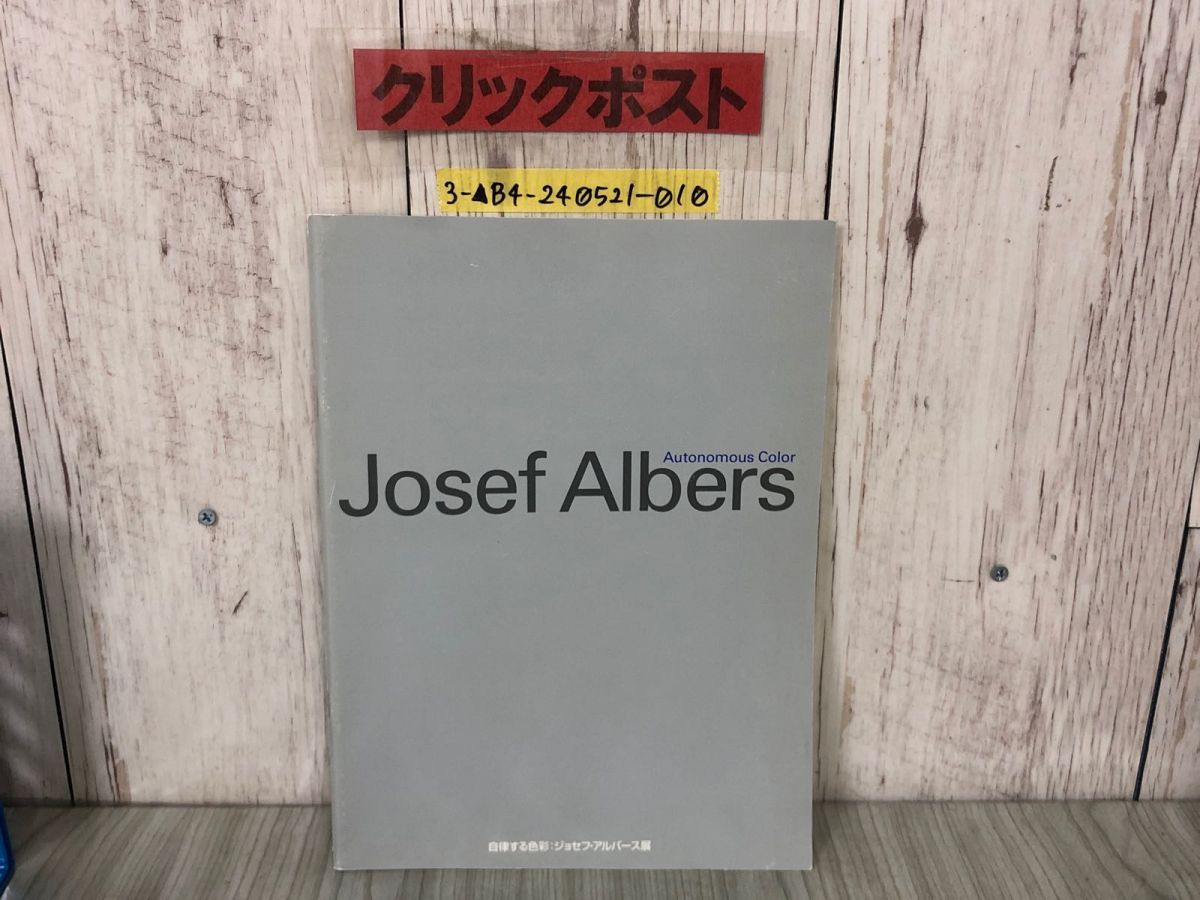 クリックポスト
3-▲B4-240521-010
Autonomous Color
Josef Albers
自律する色彩:ジョセフ・アルバース展